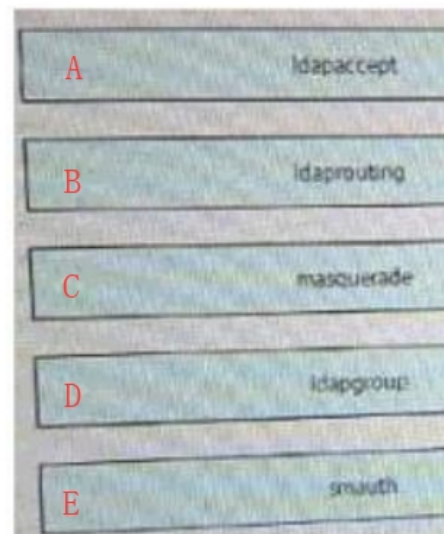 A ldapaccept
B ldaprouting
C masquerade
D ldapgroup
E smauth